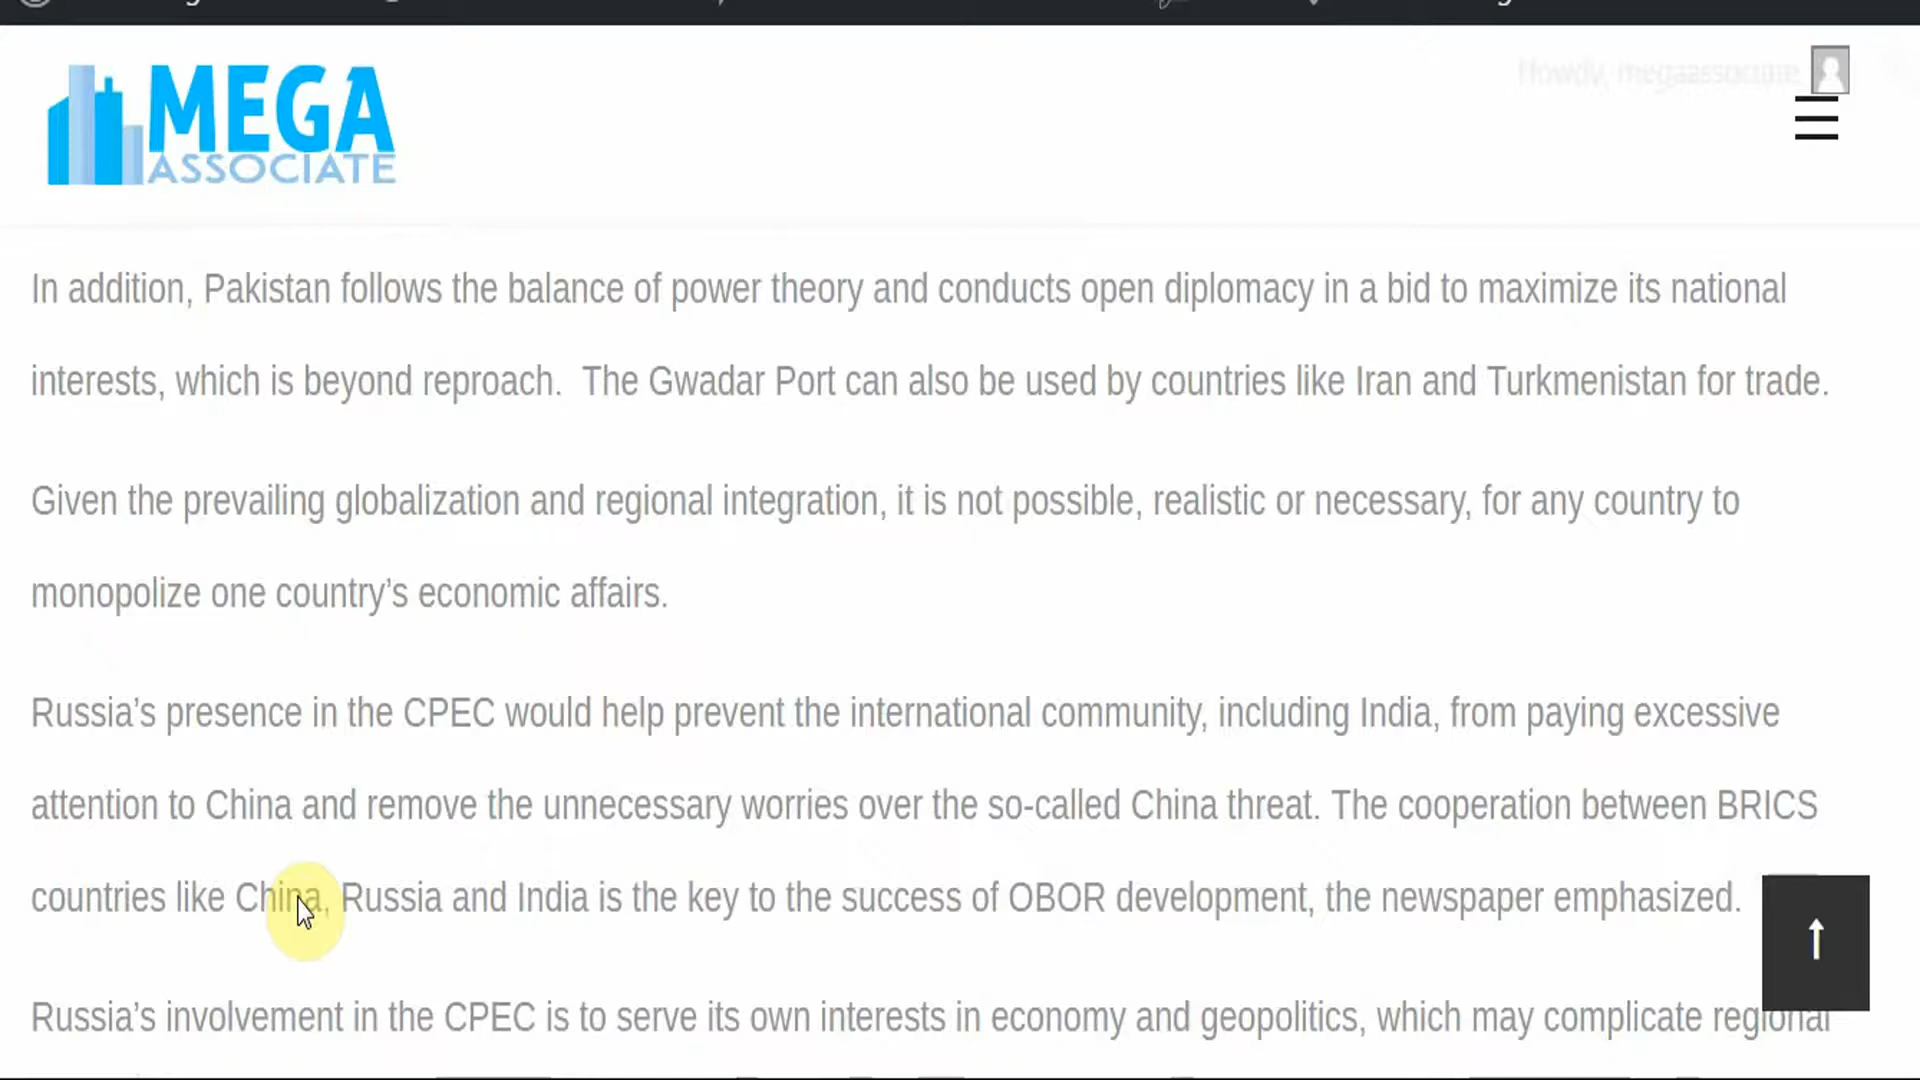 Howdy, megaassociate
MEGA
ASSOCIATE
In addition, Pakistan follows the balance of power theory and conducts open diplomacy in a bid to maximize its national
interests, which is beyond reproach.  The Gwadar Port can also be used by countries like Iran and Turkmenistan for trade.
Given the prevailing globalization and regional integration, it is not possible, realistic or necessary, for any country to
monopolize one country’s economic affairs.
Russia’s presence in the CPEC would help prevent the international community, including India, from paying excessive
attention to China and remove the unnecessary worries over the so-called China threat. The cooperation between BRICS
countries like China, Russia and India is the key to the success of OBOR development, the newspaper emphasized.
Russia’s involvement in the CPEC is to serve its own interests in economy and geopolitics, which may complicate regional